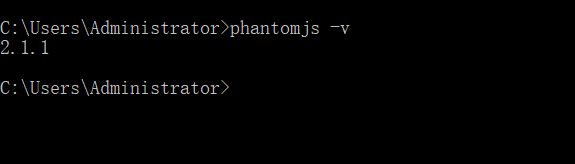 C:\Users\Administrator>phantomjs -v
2.1.1
C:\Users\Administrator>